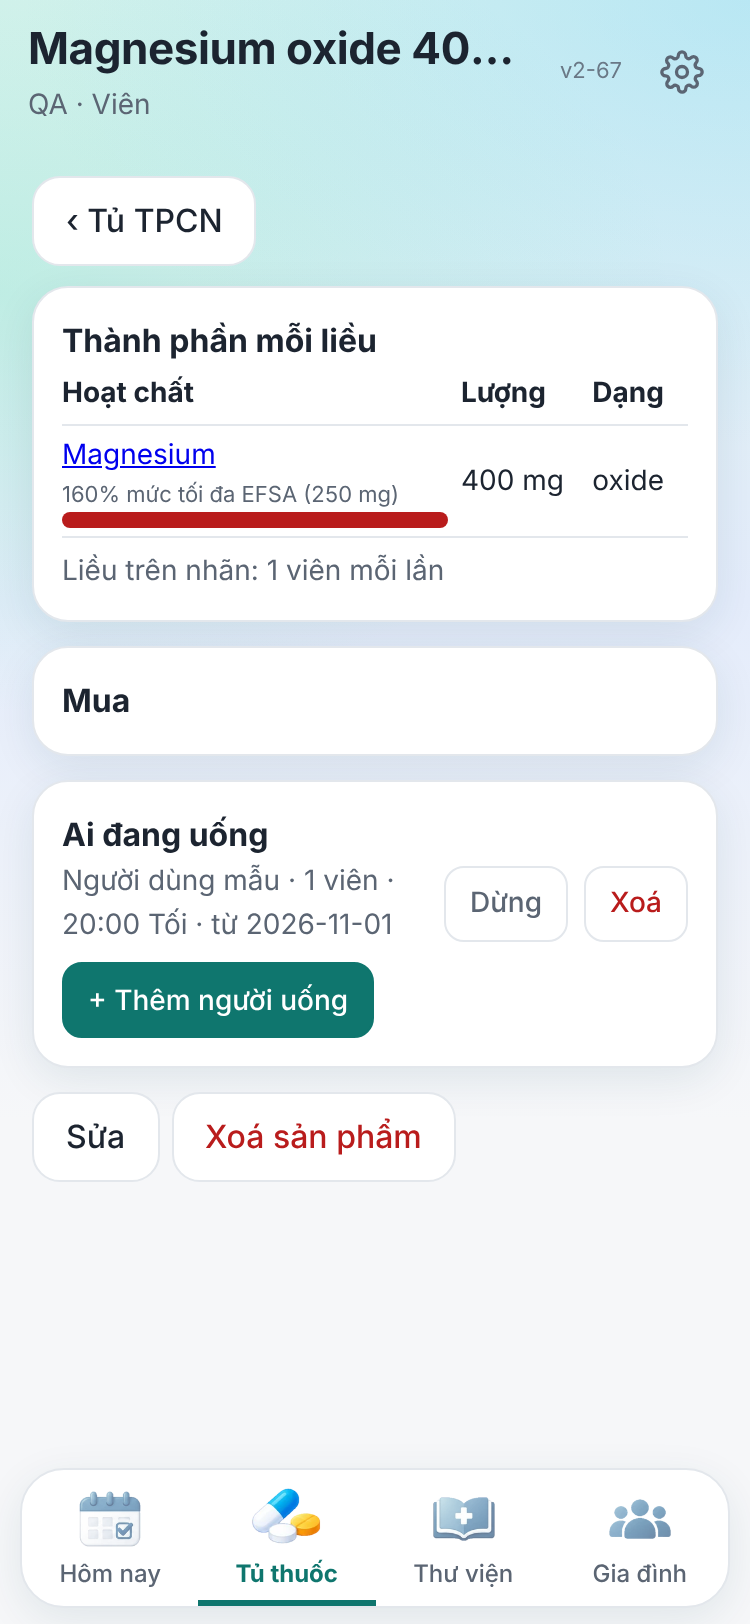 Magnesium oxide 40...
v2-67
QA · Viên
‹ Tủ TPCN
Thành phần mỗi liều
Hoạt chất Lượng Dạng
Magnesium
160% mức tối đa EFSA (250 mg)
400 mg oxide
Liều trên nhãn: 1 viên mỗi lần
Mua
Ai đang uống
Người dùng mẫu · 1 viên ·
20:00 Tối · từ 2026-11-01
Dừng Xoá
+ Thêm người uống
Sửa Xoá sản phẩm
Hôm nay Tủ thuốc Thư viện Gia đình